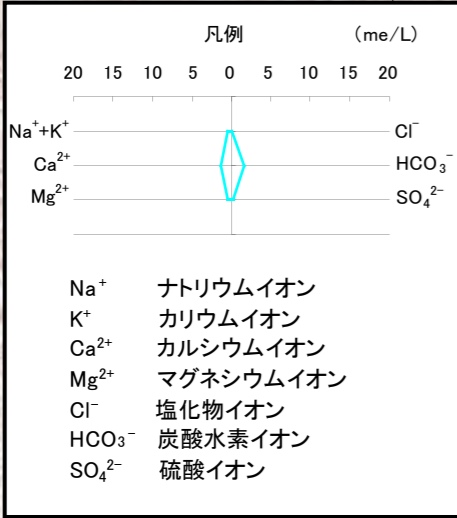 凡例 (me/L)
20 15 10 5 0 5 10 15 20
Na⁺+K⁺ Cl⁻
Ca²⁺ HCO₃⁻
Mg²⁺ SO₄²⁻
Na⁺ ナトリウムイオン
K⁺ カリウムイオン
Ca²⁺ カルシウムイオン
Mg²⁺ マグネシウムイオン
Cl⁻ 塩化物イオン
HCO₃⁻ 炭酸水素イオン
SO₄²⁻ 硫酸イオン